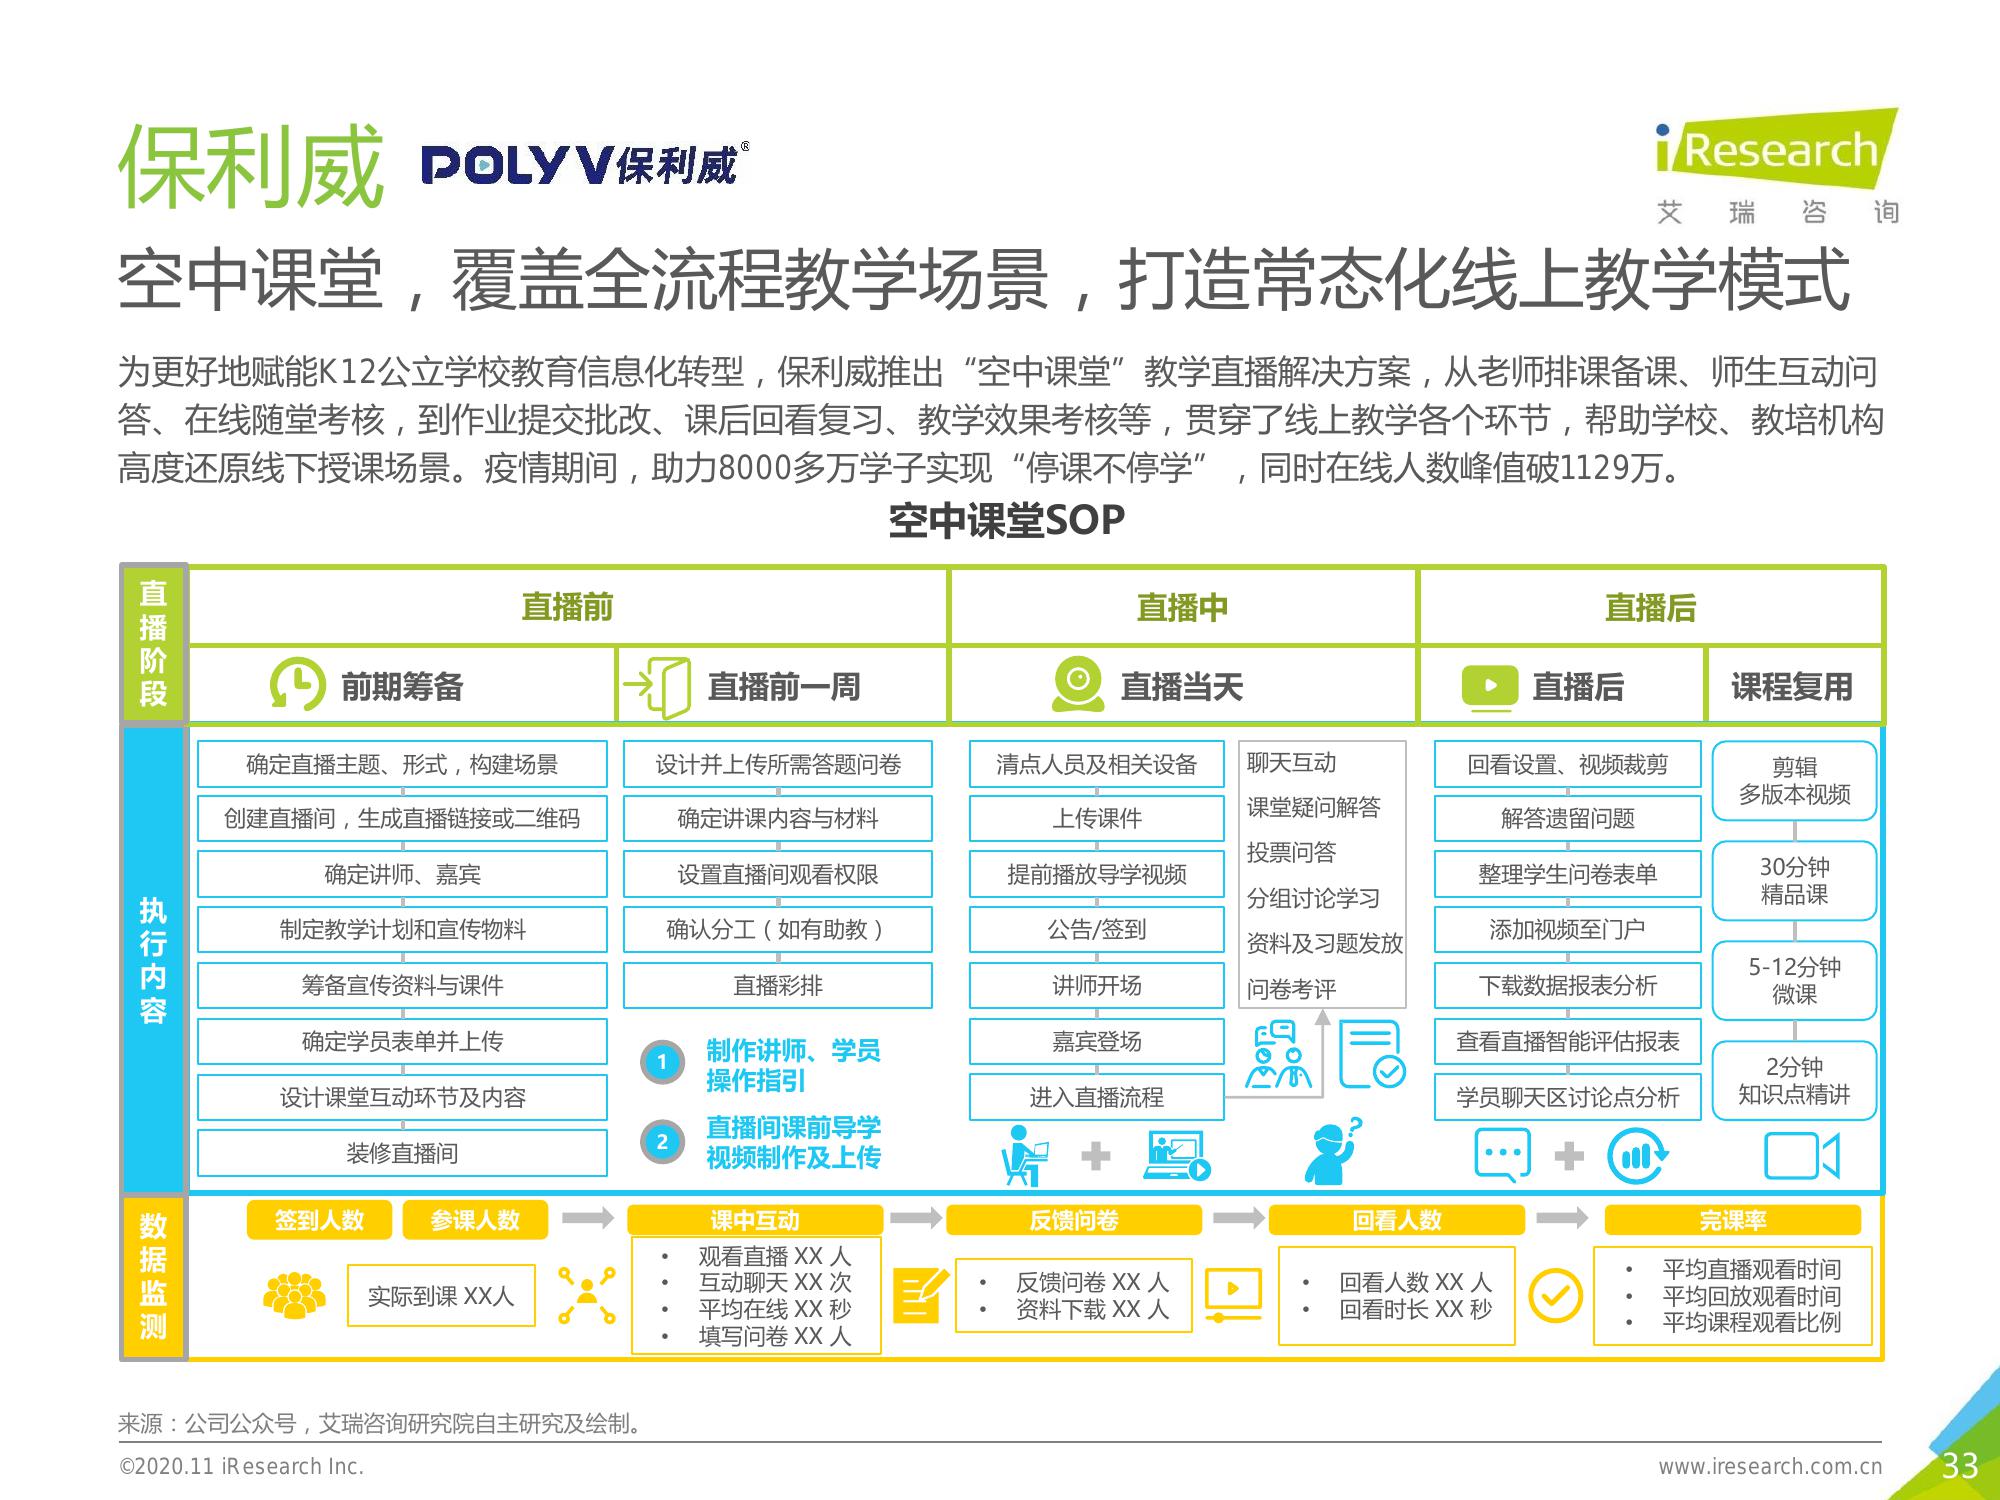 保利威
POLYV保利威®
iResearch
艾瑞咨询
空中课堂，覆盖全流程教学场景，打造常态化线上教学模式
为更好地赋能K12公立学校教育信息化转型，保利威推出“空中课堂”教学直播解决方案，从老师排课备课、师生互动问
答、在线随堂考核，到作业提交批改、课后回看复习、教学效果考核等，贯穿了线上教学各个环节，帮助学校、教培机构
高度还原线下授课场景。疫情期间，助力8000多万学子实现“停课不停学”，同时在线人数峰值破1129万。
空中课堂SOP
直播阶段
直播前
直播中
直播后
前期筹备
直播前一周
直播当天
直播后
课程复用
执行内容
确定直播主题、形式，构建场景
创建直播间，生成直播链接或二维码
确定讲师、嘉宾
制定教学计划和宣传物料
筹备宣传资料与课件
确定学员表单并上传
设计课堂互动环节及内容
装修直播间
设计并上传所需答题问卷
确定讲课内容与材料
设置直播间观看权限
确认分工（如有助教）
直播彩排
1
制作讲师、学员
操作指引
2
直播间课前导学
视频制作及上传
清点人员及相关设备
上传课件
提前播放导学视频
公告/签到
讲师开场
嘉宾登场
进入直播流程
聊天互动
课堂疑问解答
投票问答
分组讨论学习
资料及习题发放
问卷考评
?
回看设置、视频裁剪
解答遗留问题
整理学生问卷表单
添加视频至门户
下载数据报表分析
查看直播智能评估报表
学员聊天区讨论点分析
剪辑
多版本视频
30分钟
精品课
5-12分钟
微课
2分钟
知识点精讲
数据监测
签到人数
参课人数
课中互动
反馈问卷
回看人数
完课率
实际到课 XX人
• 观看直播 XX 人
• 互动聊天 XX 次
• 平均在线 XX 秒
• 填写问卷 XX 人
• 反馈问卷 XX 人
• 资料下载 XX 人
• 回看人数 XX 人
• 回看时长 XX 秒
• 平均直播观看时间
• 平均回放观看时间
• 平均课程观看比例
来源：公司公众号，艾瑞咨询研究院自主研究及绘制。
©2020.11 iResearch Inc.
www.iresearch.com.cn
33